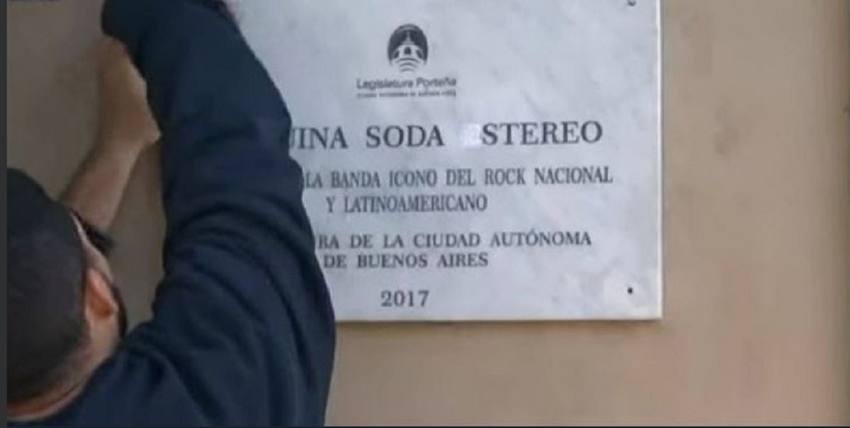 Legislatura Porteña
UINA SODA STEREO
LA BANDA ICONO DEL ROCK NACIONAL
Y LATINOAMERICANO
RA DE LA CIUDAD AUTÓNOMA
DE BUENOS AIRES
2017